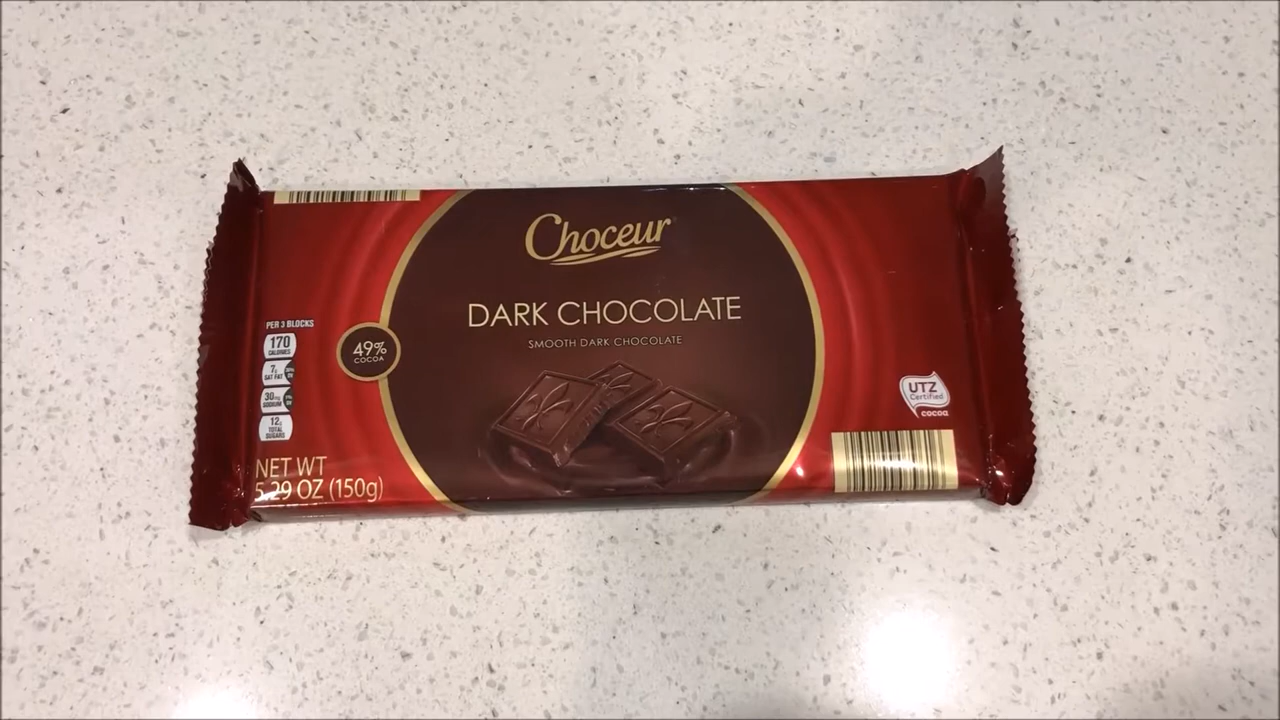 Choceur
DARK CHOCOLATE
SMOOTH DARK CHOCOLATE
49%
COCOA
PER 3 BLOCKS
170
CALORIES
7g
SAT FAT
30mg
SODIUM
12g
TOTAL
SUGARS
NET WT
5.29 OZ (150g)
UTZ
Certified
cocoa